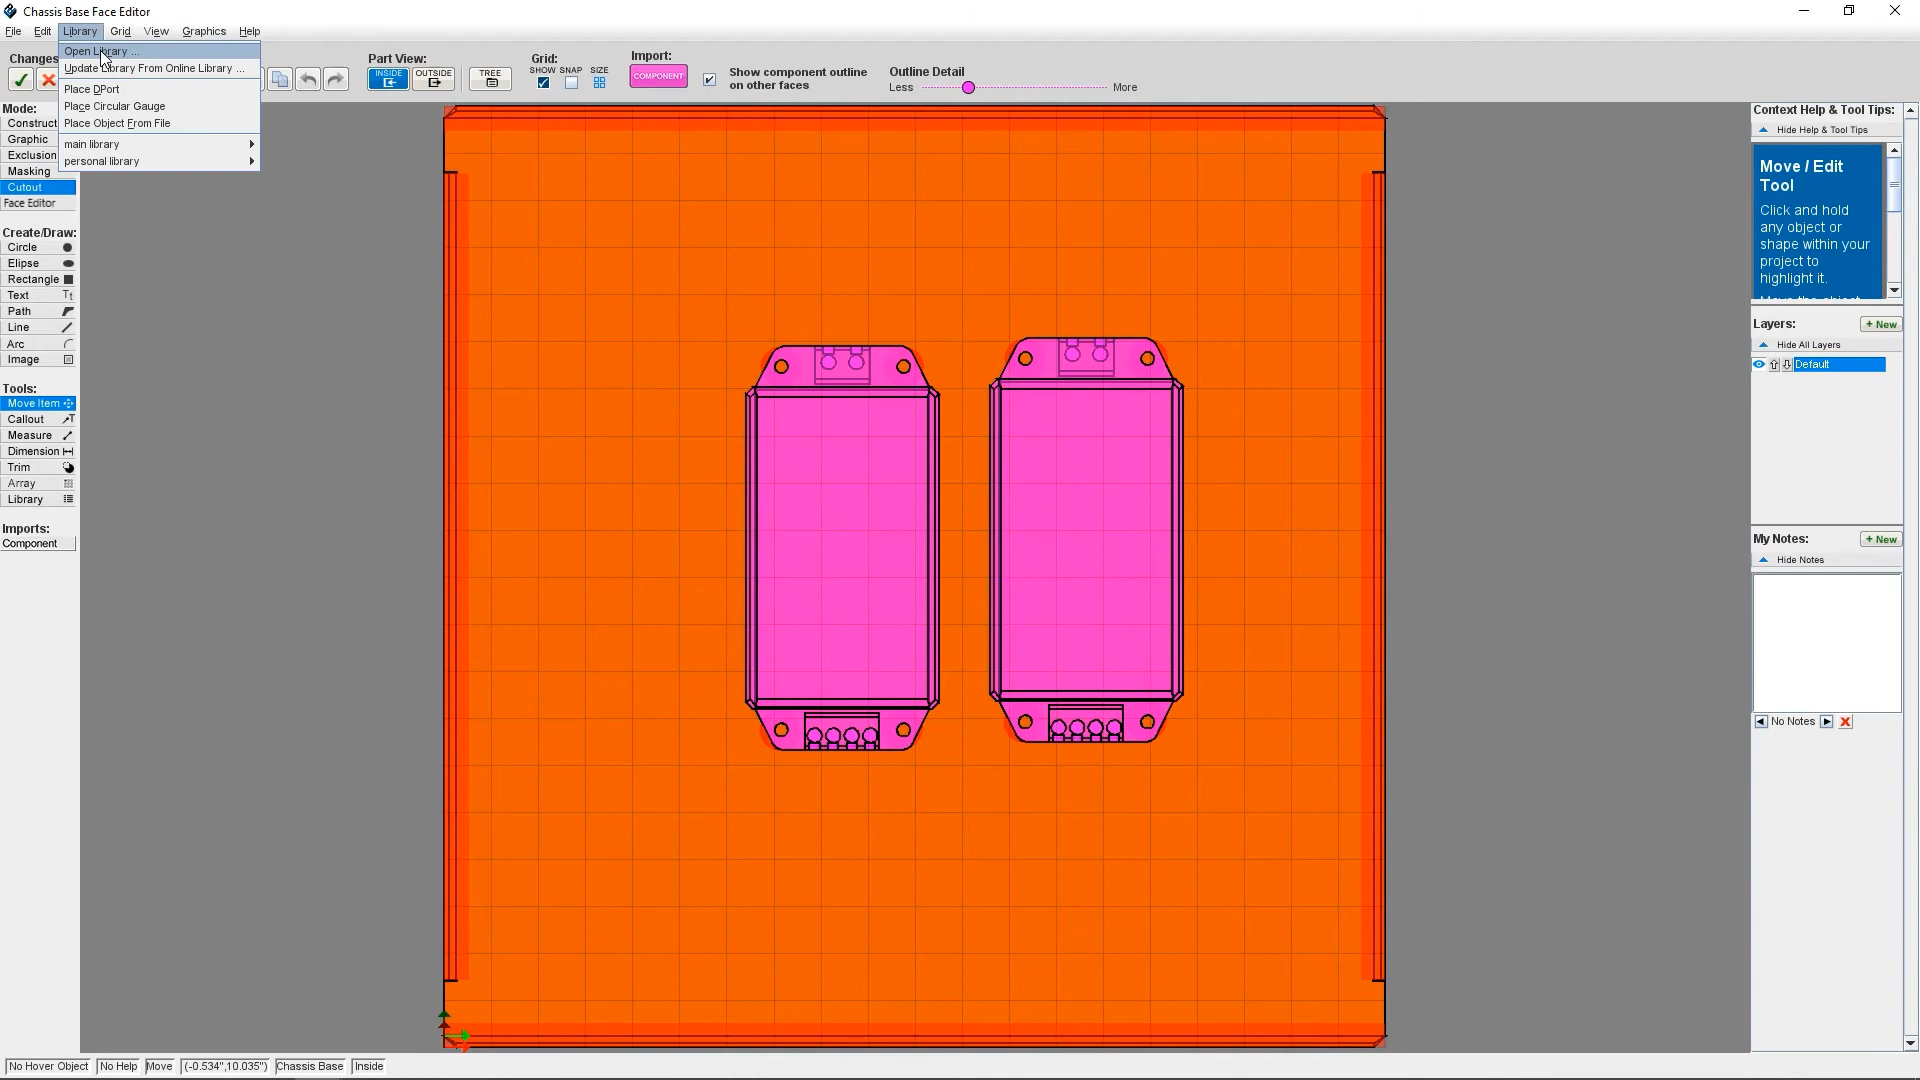 Chassis Base Face Editor
File Edit Library Grid View Graphics Help
Open Library ...
Update Library From Online Library ...
Place DPort
Place Circular Gauge
Place Object From File
main library
personal library
Changes
Part View:
INSIDE
OUTSIDE
TREE
Grid:
SHOW SNAP SIZE
Import:
COMPONENT
Show component outline
on other faces
Outline Detail
Less More
Mode:
Construct
Graphic
Exclusion
Masking
Cutout
Face Editor
Create/Draw:
Circle
Elipse
Rectangle
Text
Path
Line
Arc
Image
Tools:
Move Item
Callout
Measure
Dimension
Trim
Array
Library
Imports:
Component
Context Help & Tool Tips:
Hide Help & Tool Tips
Move / Edit
Tool
Click and hold
any object or
shape within your
project to
highlight it.
Layers:
+ New
Hide All Layers
Default
My Notes:
+ New
Hide Notes
No Notes
No Hover Object No Help Move (-0.534",10.035") Chassis Base Inside